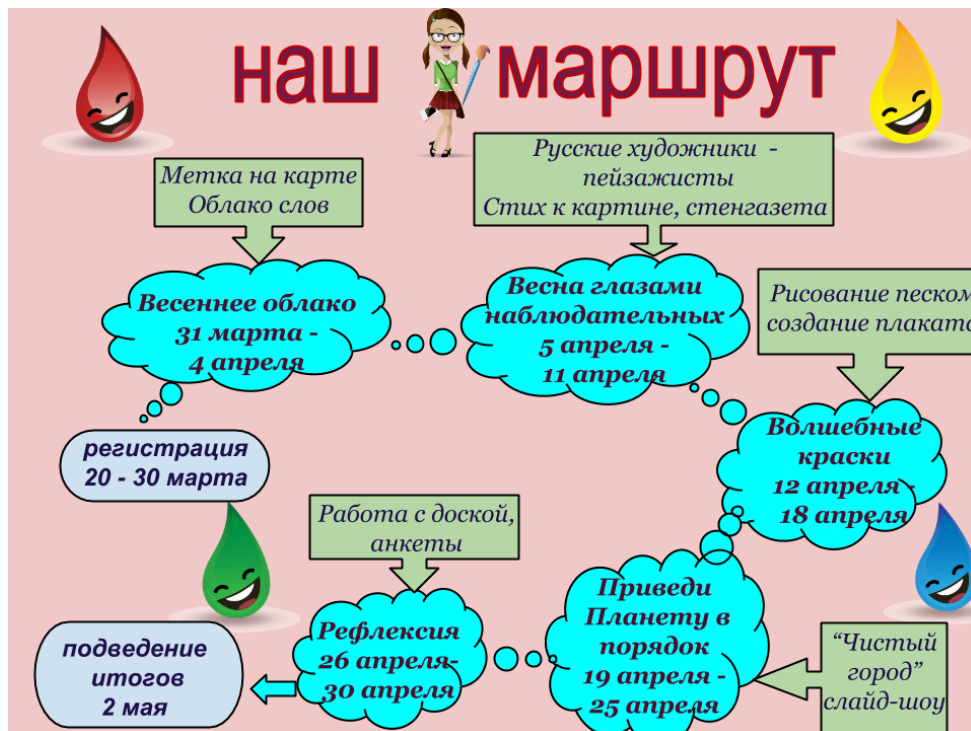 наш маршрут
Метка на карте
Облако слов
Русские художники -
пейзажисты
Стих к картине, стенгазета
Весеннее облако
31 марта -
4 апреля
Весна глазами
наблюдательных
5 апреля -
11 апреля
Рисование песком
создание плаката
регистрация
20 - 30 марта
Волшебные
краски
12 апреля -
18 апреля
Работа с доской,
анкеты
Приведи
Планету в
порядок
19 апреля -
25 апреля
"Чистый
город"
слайд-шоу
Рефлексия
26 апреля-
30 апреля
подведение
итогов
2 мая